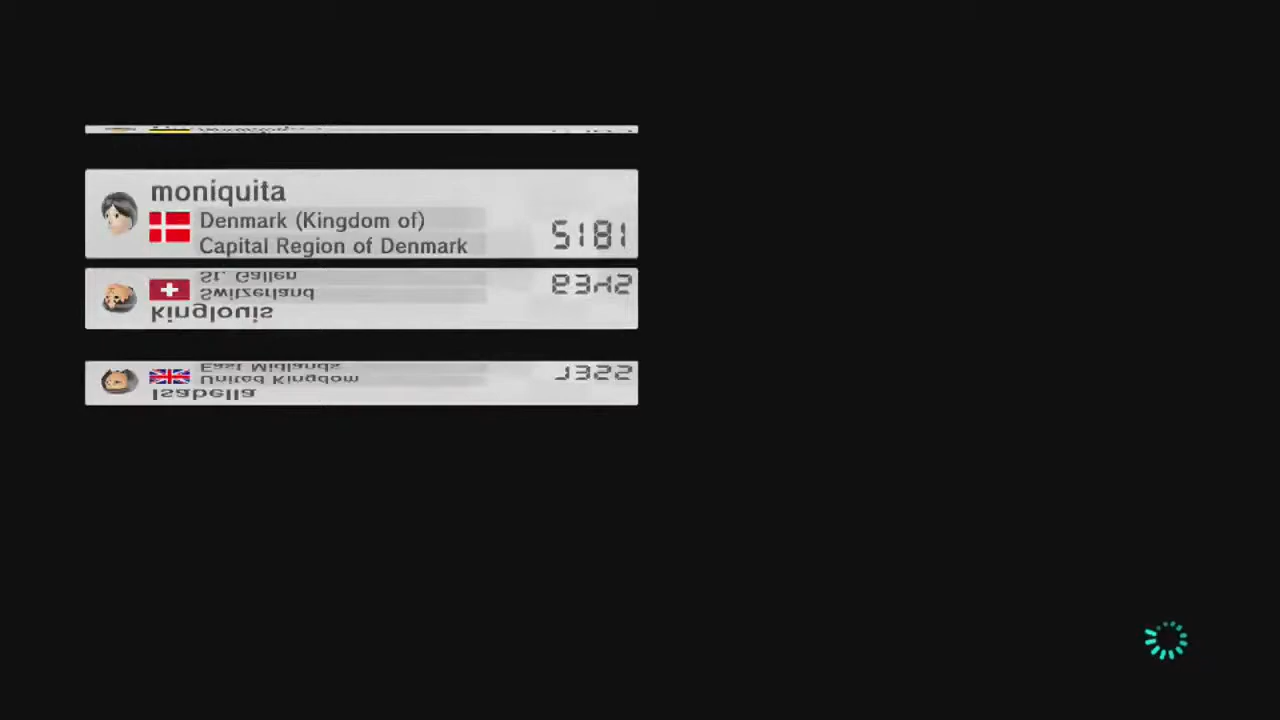 moniquita
Denmark (Kingdom of)
Capital Region of Denmark
5181
St. Gallen
Switzerland
kinglouis
East Midlands
United Kingdom
Isabella